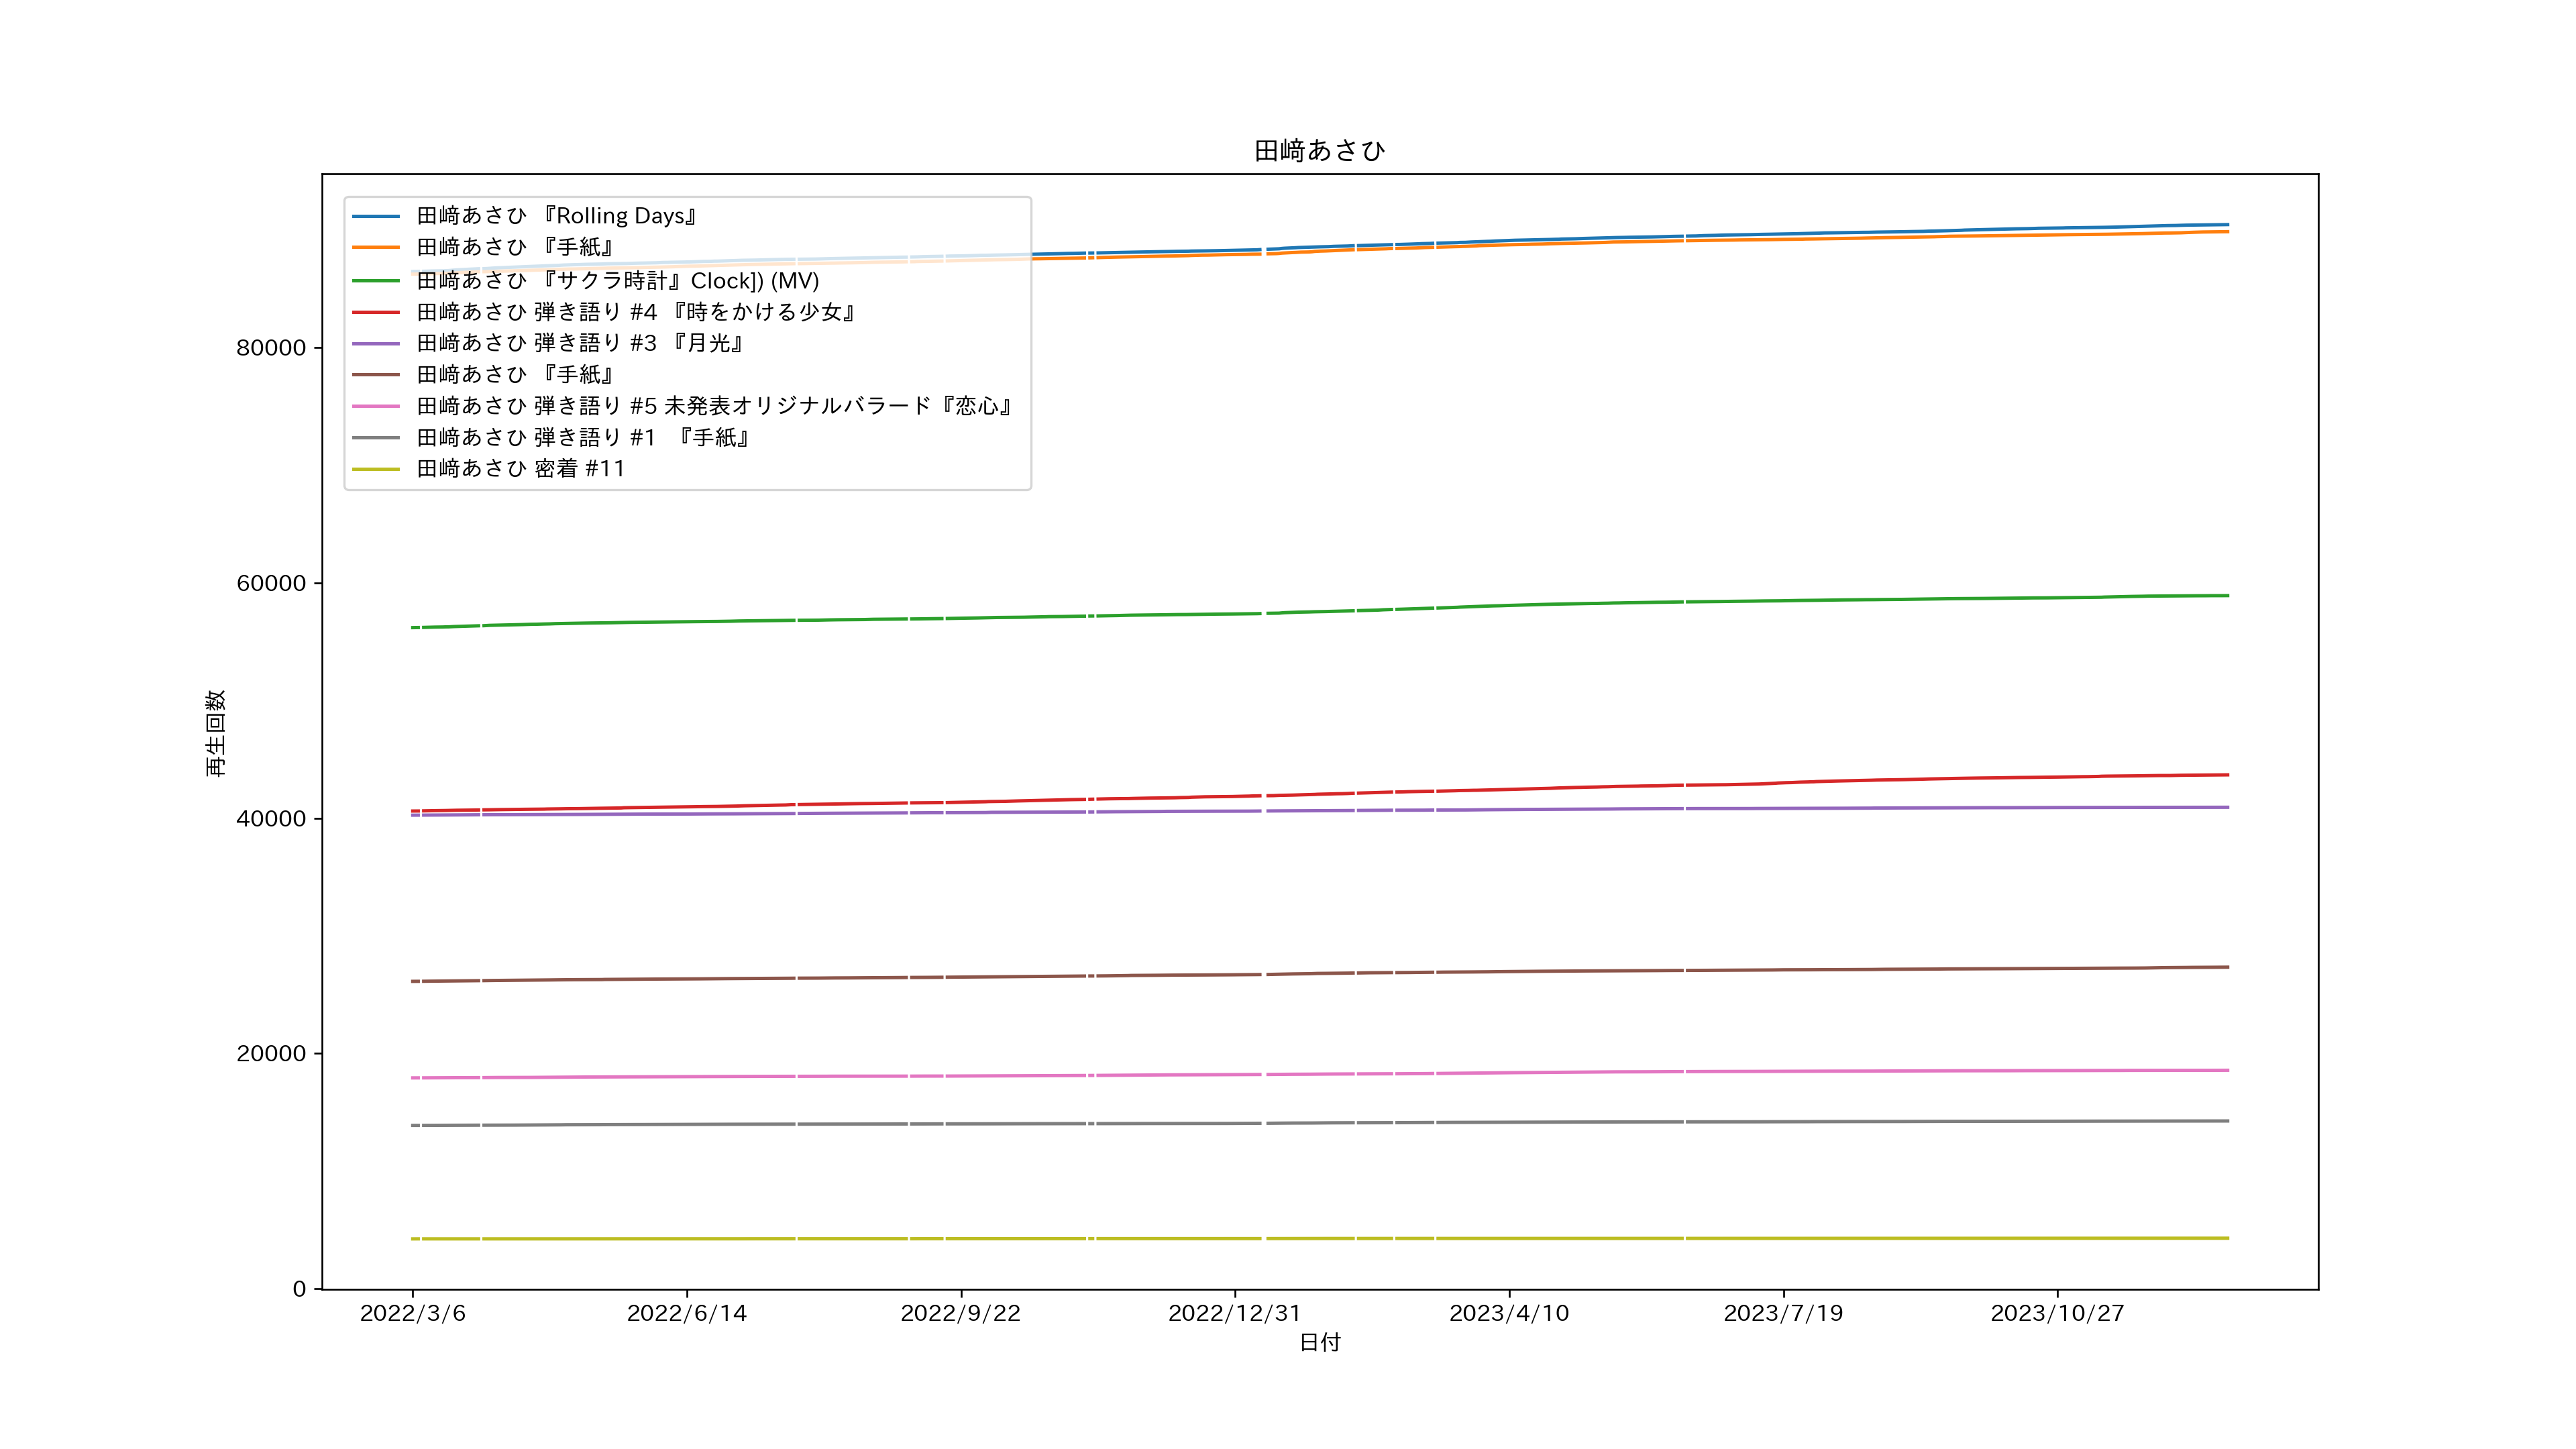 田﨑あさひ
田﨑あさひ 『Rolling Days』
田﨑あさひ 『手紙』
田﨑あさひ 『サクラ時計』Clock]) (MV)
田﨑あさひ 弾き語り #4 『時をかける少女』
田﨑あさひ 弾き語り #3 『月光』
田﨑あさひ 『手紙』
田﨑あさひ 弾き語り #5 未発表オリジナルバラード『恋心』
田﨑あさひ 弾き語り #1 『手紙』
田﨑あさひ 密着 #11
80000
60000
40000
20000
0
再生回数
2022/3/6 2022/6/14 2022/9/22 2022/12/31 2023/4/10 2023/7/19 2023/10/27
日付